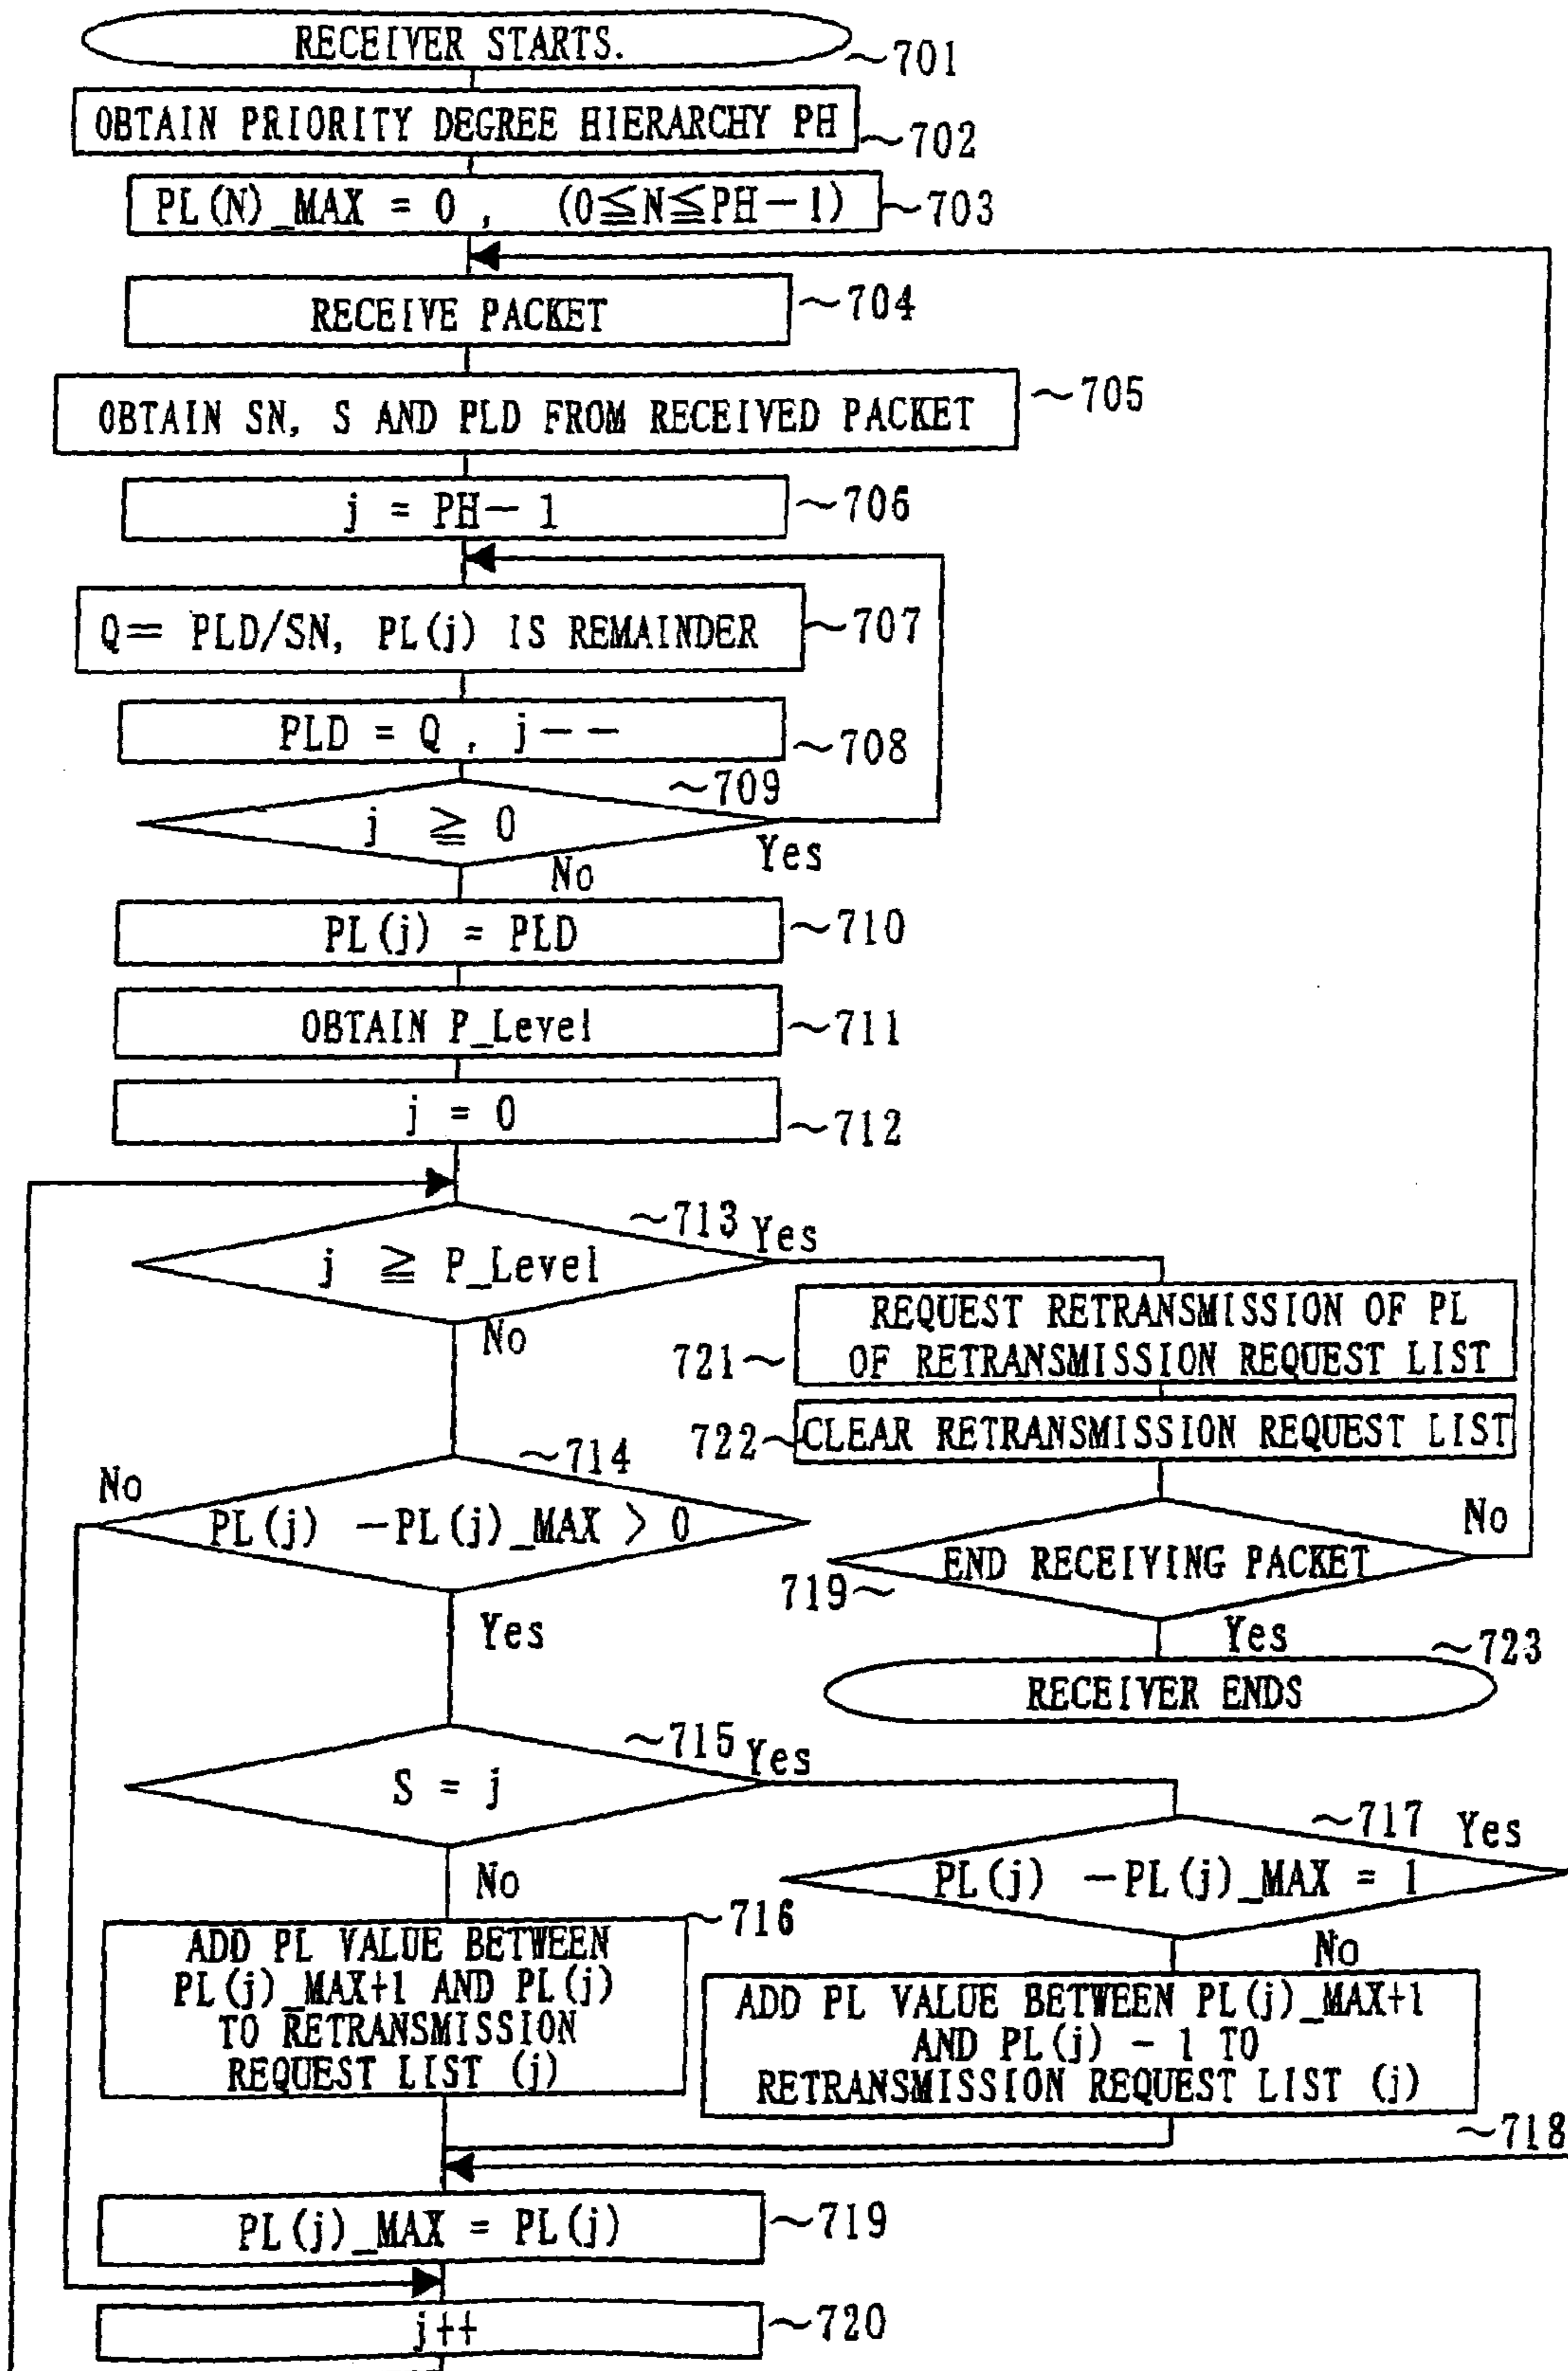 RECEIVER STARTS.
~701
OBTAIN PRIORITY DEGREE HIERARCHY PH
~702
PL(N)_MAX = 0 , (0≦N≦PH−1)
~703
RECEIVE PACKET
~704
OBTAIN SN, S AND PLD FROM RECEIVED PACKET
~705
j = PH− 1
~706
Q= PLD/SN, PL(j) IS REMAINDER
~707
PLD = Q , j−−
~708
~709
j ≧ 0
Yes
No
PL(j) = PLD
~710
OBTAIN P_Level
~711
j = 0
~712
~713
Yes
j ≧ P_Level
No
REQUEST RETRANSMISSION OF PL
OF RETRANSMISSION REQUEST LIST
721~
722~
CLEAR RETRANSMISSION REQUEST LIST
~714
No
PL(j) −PL(j)_MAX > 0
Yes
No
END RECEIVING PACKET
719~
Yes
~723
RECEIVER ENDS
~715
Yes
S = j
No
~717
Yes
PL(j) −PL(j)_MAX = 1
No
~716
ADD PL VALUE BETWEEN
PL(j)_MAX+1 AND PL(j)
TO RETRANSMISSION
REQUEST LIST (j)
ADD PL VALUE BETWEEN PL(j)_MAX+1
AND PL(j) − 1 TO
RETRANSMISSION REQUEST LIST (j)
~718
PL(j)_MAX = PL(j)
~719
j++
~720